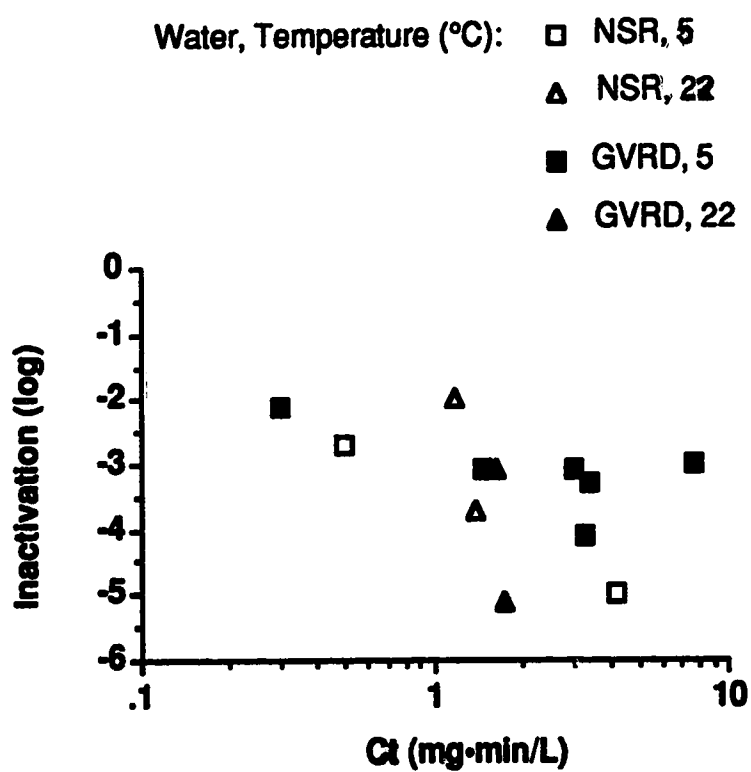 Water, Temperature (ºC): NSR, 5
NSR, 22
GVRD, 5
GVRD, 22
0
-1
-2
-3
-4
-5
-6
Inactivation (log)
.1 1 10
Ct (mg•min/L)